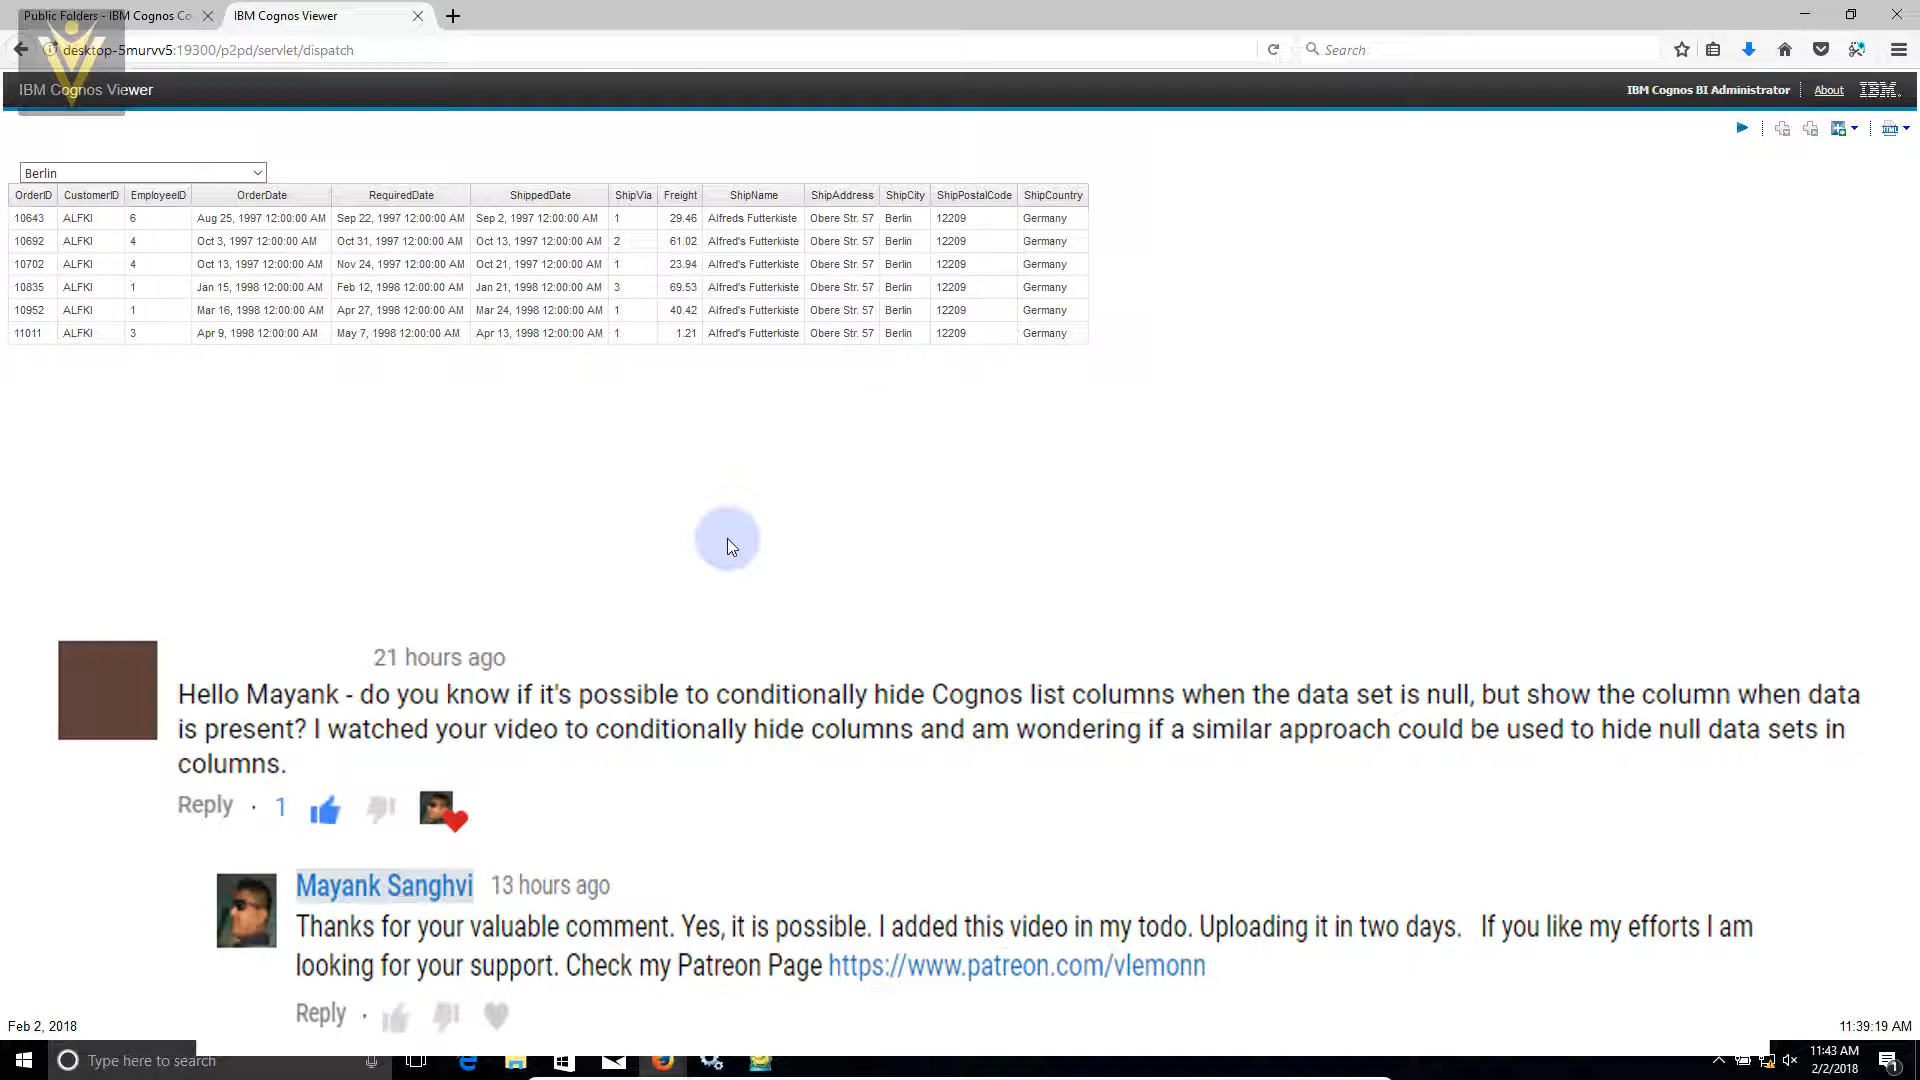 Public Folders - IBM Cognos Co
IBM Cognos Viewer
desktop-5murvv5:19300/p2pd/servlet/dispatch
Search
IBM Cognos Viewer
IBM Cognos BI Administrator
About
IBM.
Berlin
OrderID CustomerID EmployeeID OrderDate RequiredDate ShippedDate ShipVia Freight ShipName ShipAddress ShipCity ShipPostalCode ShipCountry
10643 ALFKI 6 Aug 25, 1997 12:00:00 AM Sep 22, 1997 12:00:00 AM Sep 2, 1997 12:00:00 AM 1 29.46 Alfreds Futterkiste Obere Str. 57 Berlin 12209 Germany
10692 ALFKI 4 Oct 3, 1997 12:00:00 AM Oct 31, 1997 12:00:00 AM Oct 13, 1997 12:00:00 AM 2 61.02 Alfred's Futterkiste Obere Str. 57 Berlin 12209 Germany
10702 ALFKI 4 Oct 13, 1997 12:00:00 AM Nov 24, 1997 12:00:00 AM Oct 21, 1997 12:00:00 AM 1 23.94 Alfred's Futterkiste Obere Str. 57 Berlin 12209 Germany
10835 ALFKI 1 Jan 15, 1998 12:00:00 AM Feb 12, 1998 12:00:00 AM Jan 21, 1998 12:00:00 AM 3 69.53 Alfred's Futterkiste Obere Str. 57 Berlin 12209 Germany
10952 ALFKI 1 Mar 16, 1998 12:00:00 AM Apr 27, 1998 12:00:00 AM Mar 24, 1998 12:00:00 AM 1 40.42 Alfred's Futterkiste Obere Str. 57 Berlin 12209 Germany
11011 ALFKI 3 Apr 9, 1998 12:00:00 AM May 7, 1998 12:00:00 AM Apr 13, 1998 12:00:00 AM 1 1.21 Alfred's Futterkiste Obere Str. 57 Berlin 12209 Germany
21 hours ago
Hello Mayank - do you know if it's possible to conditionally hide Cognos list columns when the data set is null, but show the column when data
is present? I watched your video to conditionally hide columns and am wondering if a similar approach could be used to hide null data sets in
columns.
Reply · 1
Mayank Sanghvi 13 hours ago
Thanks for your valuable comment. Yes, it is possible. I added this video in my todo. Uploading it in two days. If you like my efforts I am
looking for your support. Check my Patreon Page https://www.patreon.com/vlemonn
Reply ·
Feb 2, 2018
11:39:19 AM
Type here to search
11:43 AM
2/2/2018
1